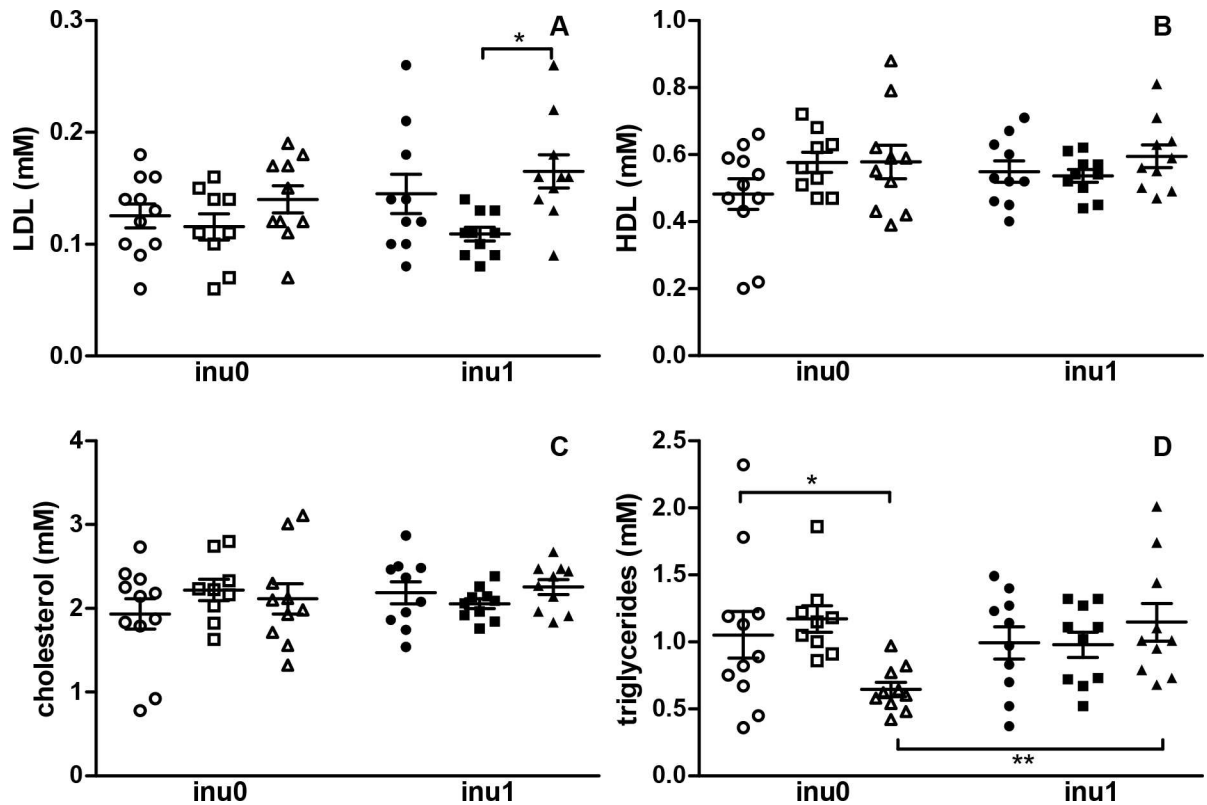 A
LDL (mM)
0.3
0.2
0.1
0.0
*
inu0
inu1
B
HDL (mM)
1.0
0.8
0.6
0.4
0.2
0.0
inu0
inu1
C
cholesterol (mM)
4
3
2
1
0
inu0
inu1
D
triglycerides (mM)
2.5
2.0
1.5
1.0
0.5
0.0
*
**
inu0
inu1